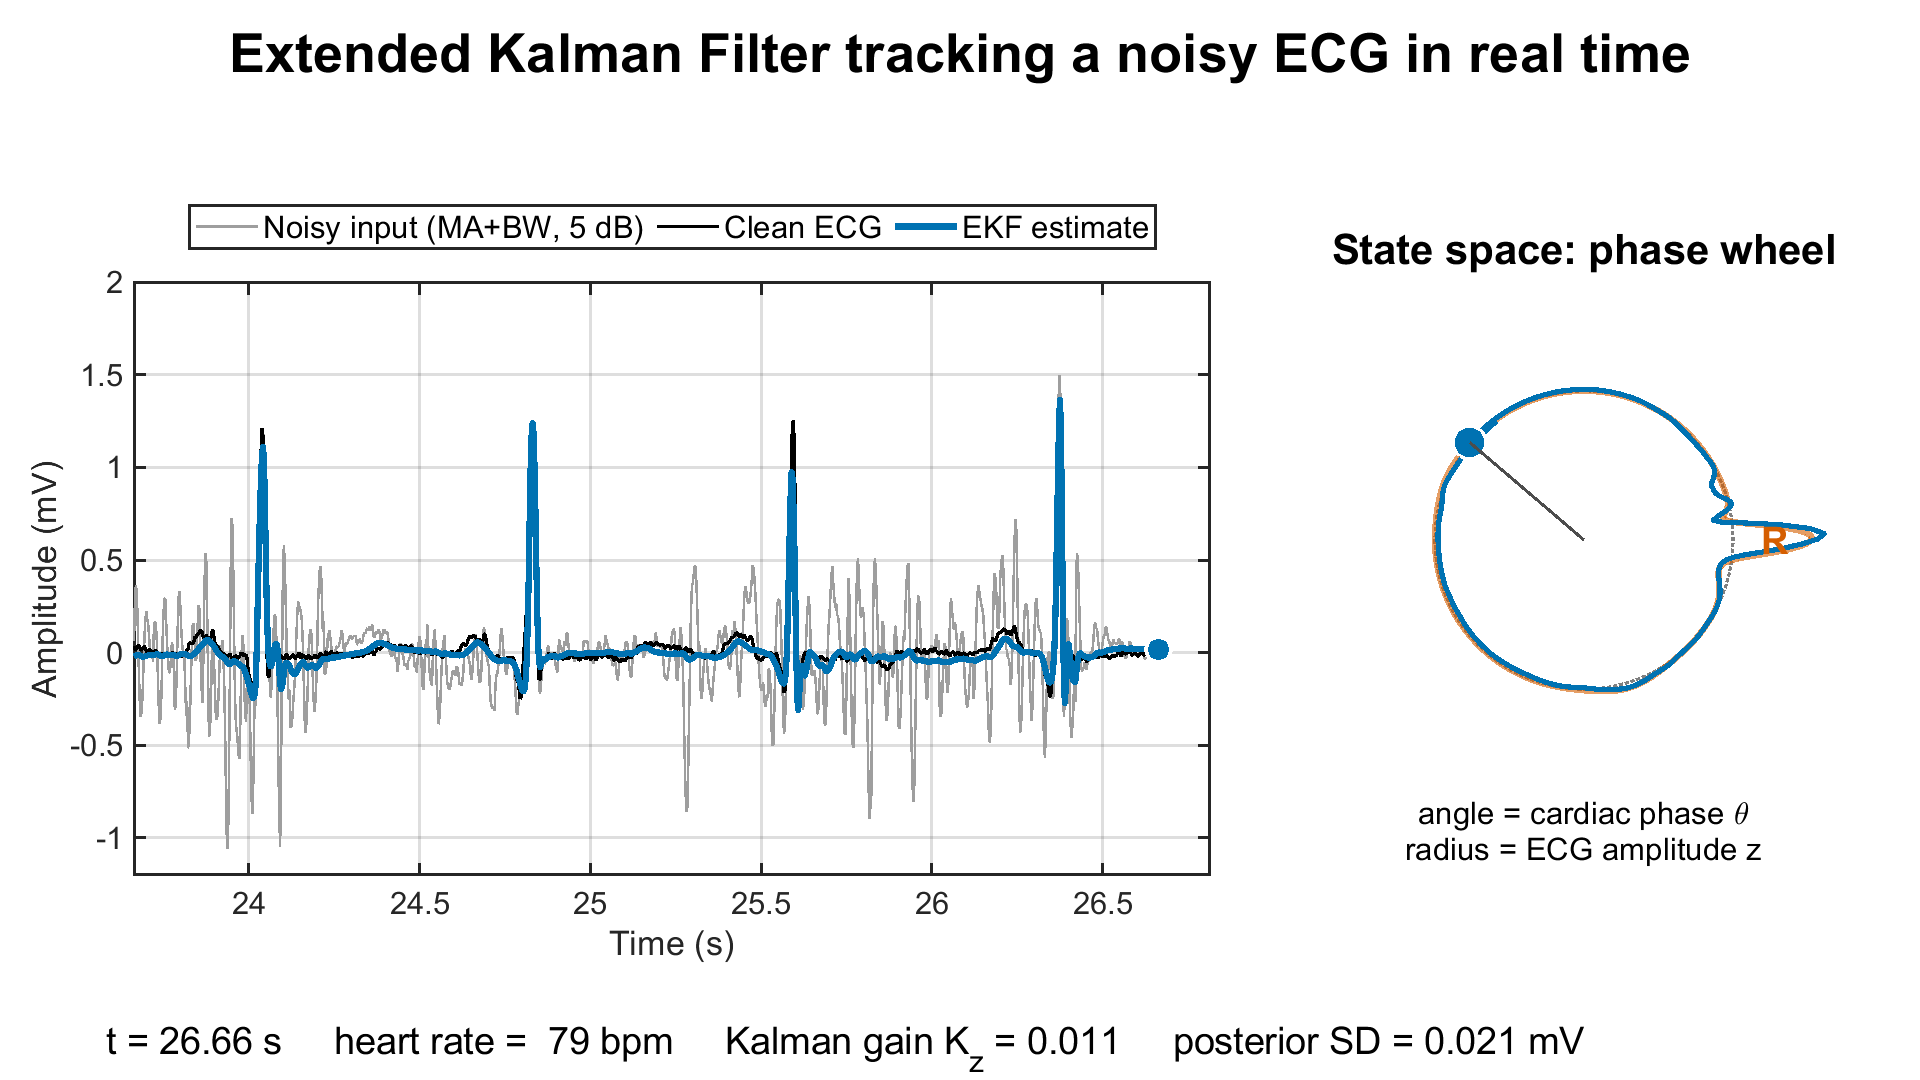 Extended Kalman Filter tracking a noisy ECG in real time
Noisy input (MA+BW, 5 dB) Clean ECG EKF estimate
State space: phase wheel
2
1.5
1
0.5
0
-0.5
-1
Amplitude (mV)
24 24.5 25 25.5 26 26.5
Time (s)
R
angle = cardiac phase θ
radius = ECG amplitude z
t = 26.66 s heart rate = 79 bpm Kalman gain K_z = 0.011 posterior SD = 0.021 mV